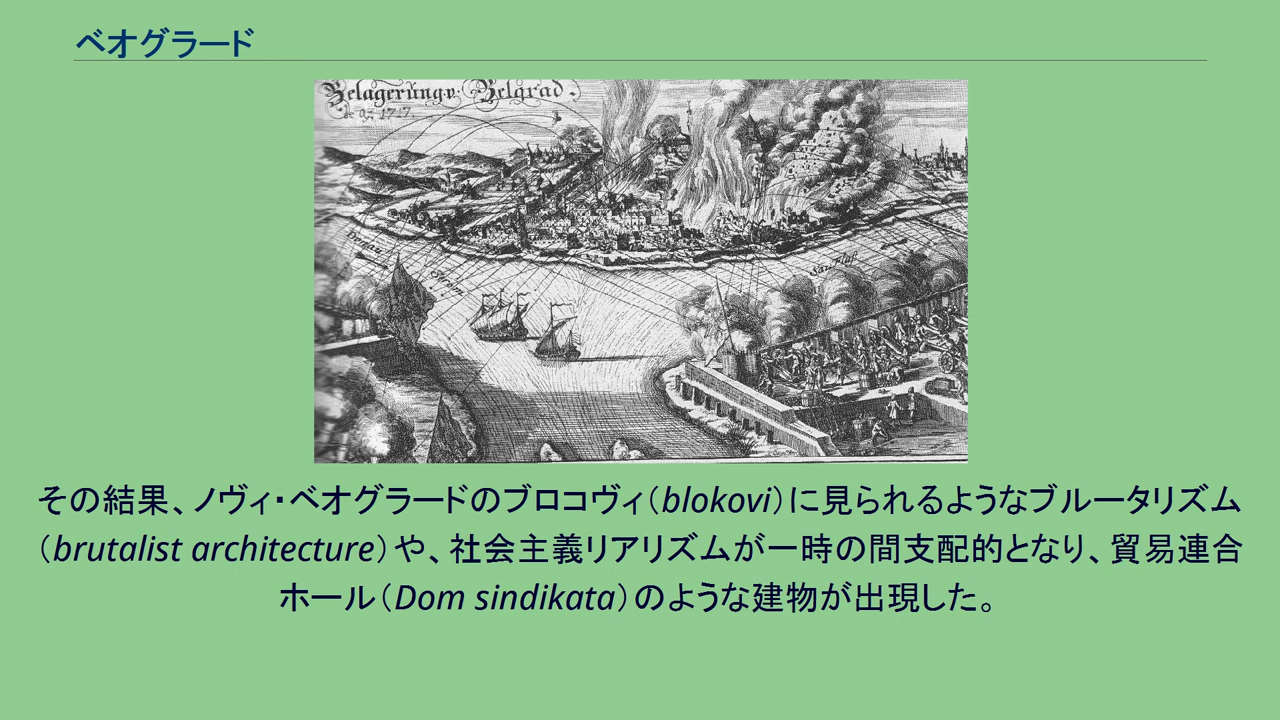 ベオグラード
Belagerung Belgrad.
1717.
Donau
その結果、ノヴィ・ベオグラードのブロコヴィ(blokovi)に見られるようなブルータリズム
(brutalist architecture)や、社会主義リアリズムが一時の間支配的となり、貿易連合
ホール(Dom sindikata)のような建物が出現した。